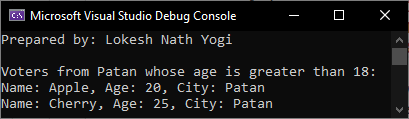 Microsoft Visual Studio Debug Console
Prepared by: Lokesh Nath Yogi
Voters from Patan whose age is greater than 18:
Name: Apple, Age: 20, City: Patan
Name: Cherry, Age: 25, City: Patan